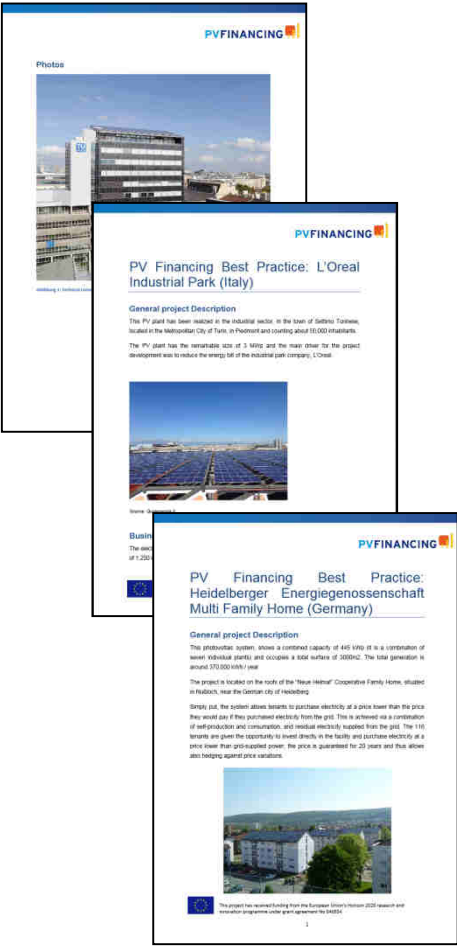 PVFINANCING
Photos
PVFINANCING
PV Financing Best Practice: L'Oreal
Industrial Park (Italy)
General project Description
This PV plant has been realized in the industrial sector, in the town of Settimo Torinese,
located in the Metropolitan City of Turin, in Piedmont and counting about inhabitants.
The PV plant has the remarkable size of 3 MWp and the main driver for the project
development was to reduce the energy bill of the industrial park company, L'Oreal.
Busin
The elec
of 1,200
PVFINANCING
PV Financing Best Practice:
Heidelberger Energiegenossenschaft
Multi Family Home (Germany)
General project Description
This photovoltaic system, shows a combined capacity of 445 kWp (it is a combination of
seven individual plants) and occupies a total surface of 3000m2. The total generation is
around 370.000 kWh / year
The project is located on the roofs of the "Neue Heimat" Cooperative Family Home, situated
in Nußloch, near the German city of Heidelberg.
Simply put, the system allows tenants to purchase electricity at a price lower than the price
they would pay if they purchased electricity from the grid. This is achieved via a combination
of self-production and consumption, and residual electricity supplied from the grid. The 116
tenants are given the opportunity to invest directly in the facility and purchase electricity at a
price lower than grid-supplied power; the price is guaranteed for 20 years and thus allows
also hedging against price variations.
This project has received funding from the European Union's Horizon 2020 research and
innovation programme under grant agreement No
1